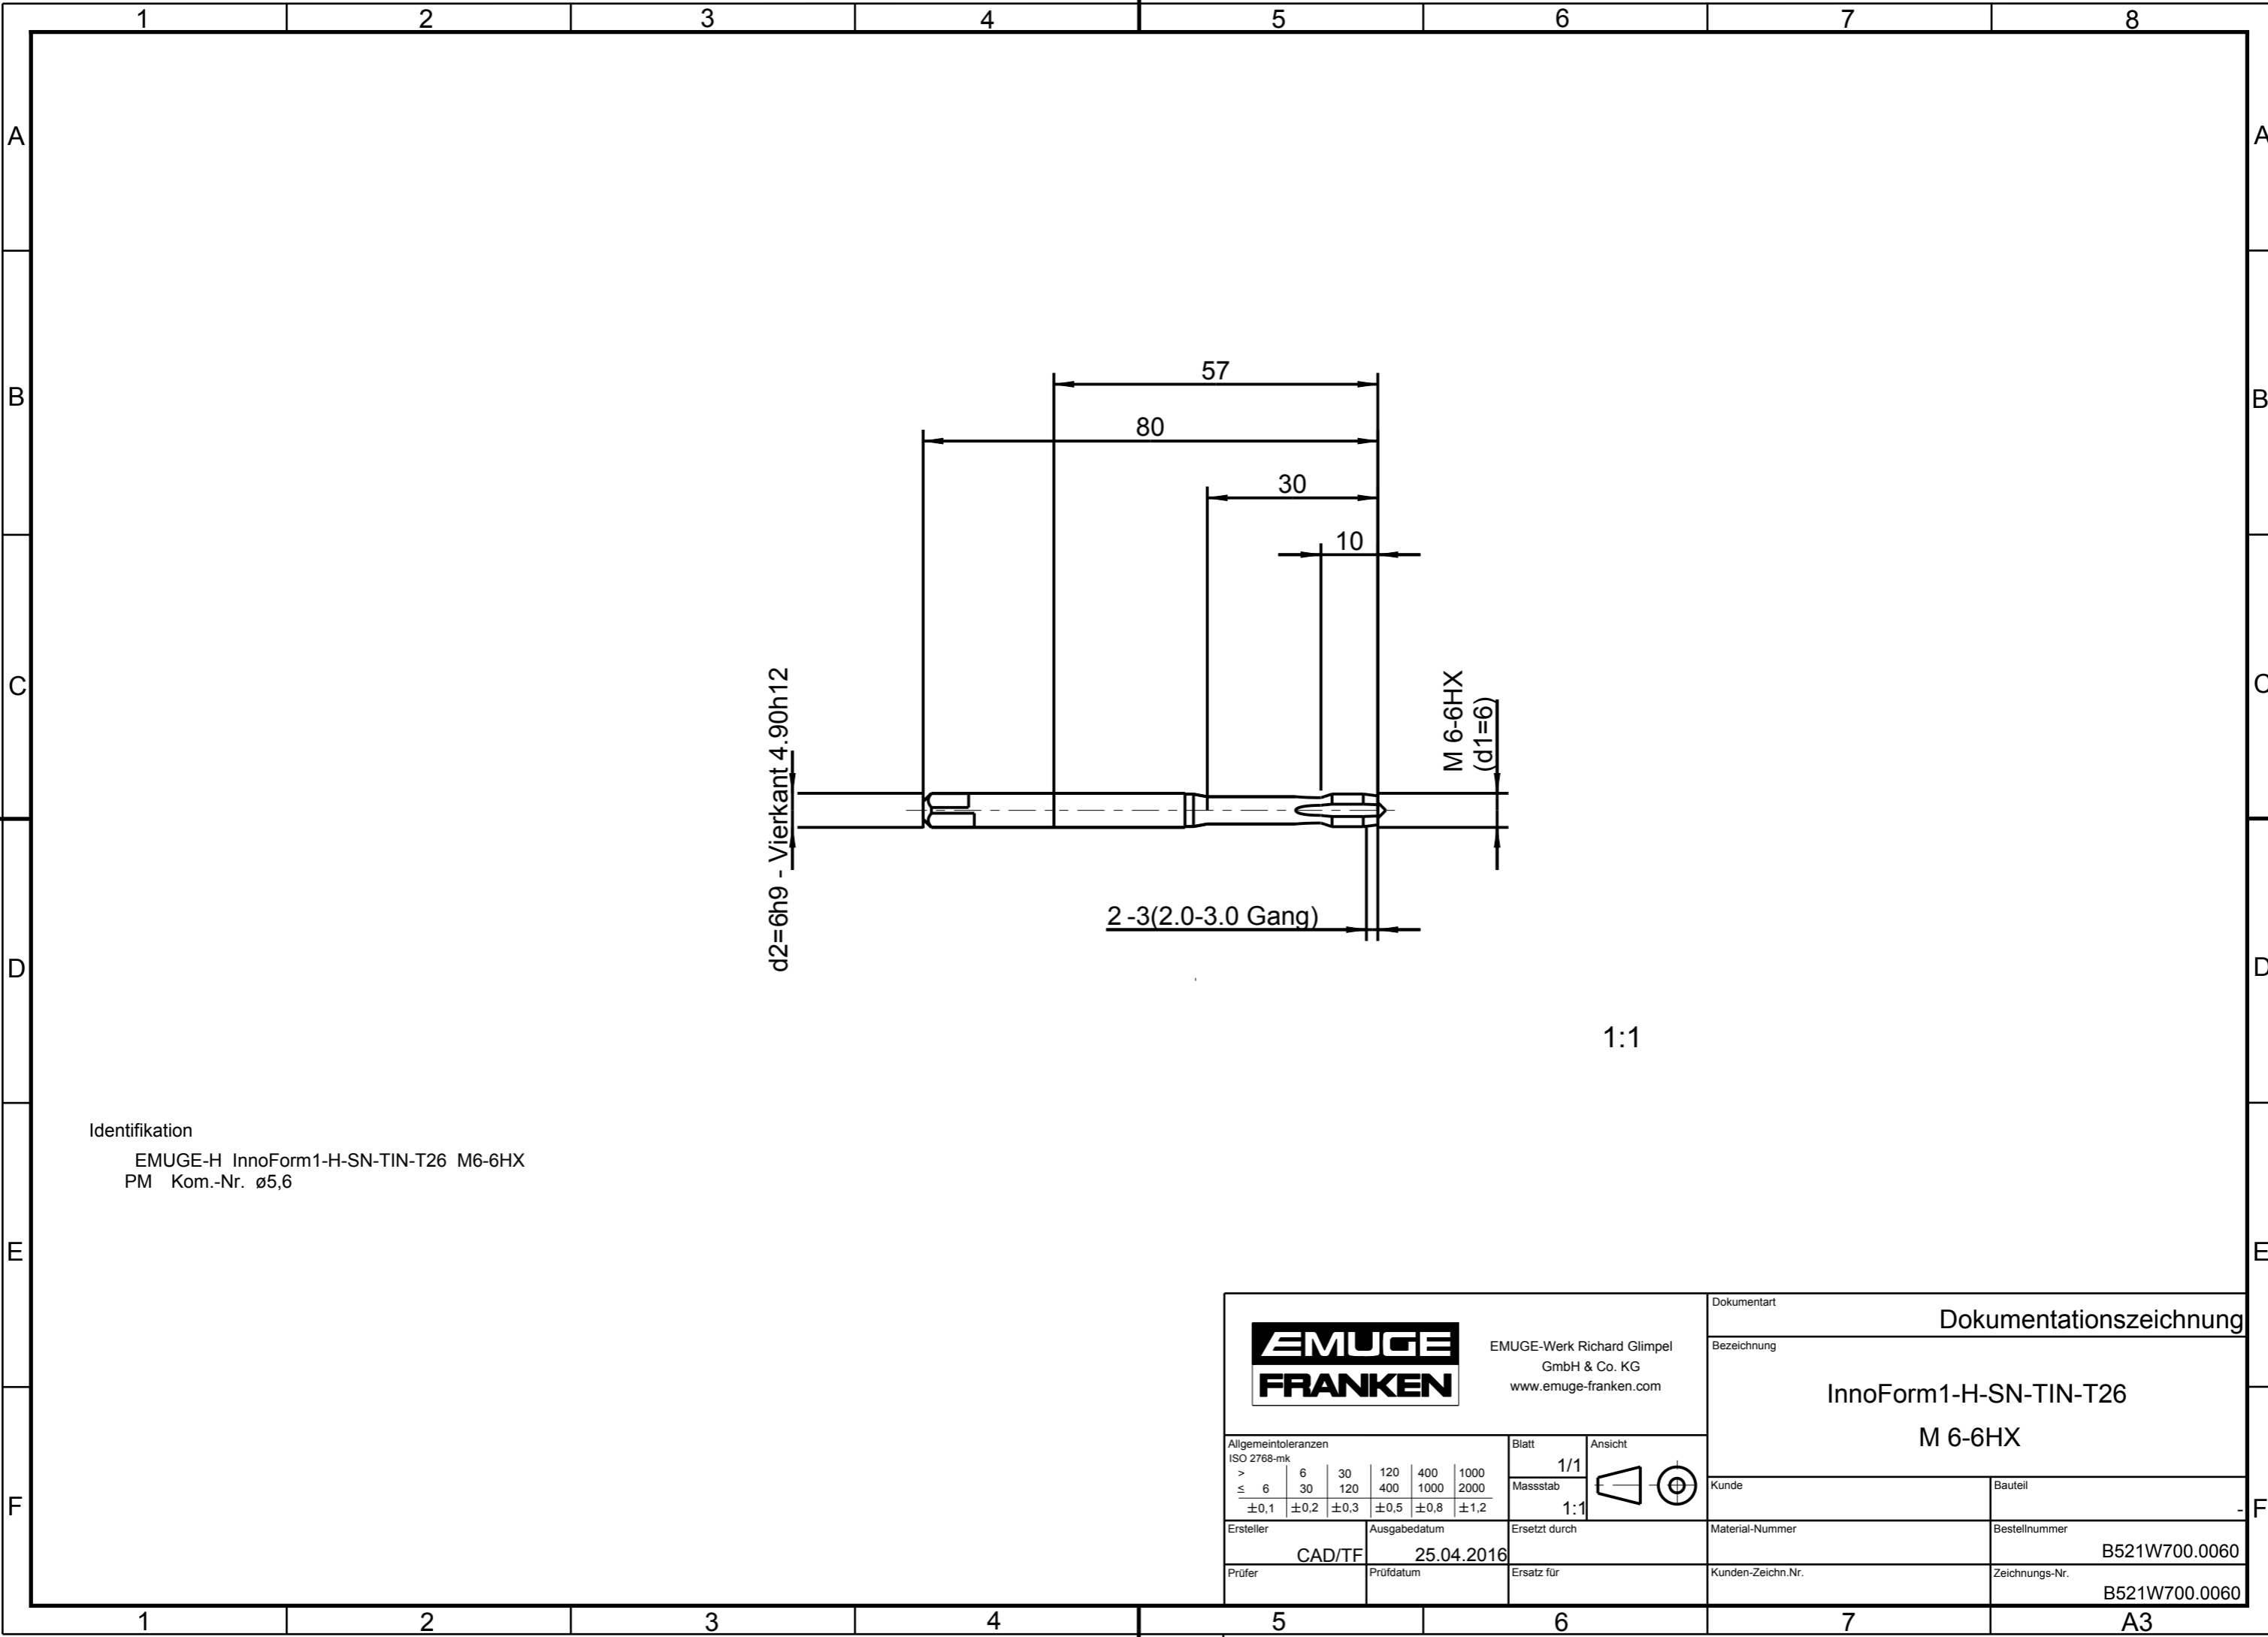 1 2 3 4 5 6 7 8
A A
B B
C C
D D
E E
F F
57
80
30
10
d2=6h9 - Vierkant 4.90h12
M 6-6HX
(d1=6)
2 -3(2.0-3.0 Gang)
1:1
Identifikation
EMUGE-H InnoForm1-H-SN-TIN-T26 M6-6HX
PM Kom.-Nr. ø5,6
EMUGE
FRANKEN
EMUGE-Werk Richard Glimpel
GmbH & Co. KG
www.emuge-franken.com
Dokumentart
Dokumentationszeichnung
Bezeichnung
InnoForm1-H-SN-TIN-T26
M 6-6HX
Allgemeintoleranzen
ISO 2768-mk
> 6 30 120 400 1000
≤ 6 30 120 400 1000 2000
±0,1 ±0,2 ±0,3 ±0,5 ±0,8 ±1,2
Blatt
1/1
Ansicht
Massstab
1:1
Kunde
Bauteil
-
Ersteller
CAD/TF
Ausgabedatum
25.04.2016
Ersetzt durch
Material-Nummer
Bestellnummer
B521W700.0060
Prüfer
Prüfdatum
Ersatz für
Kunden-Zeichn.Nr.
Zeichnungs-Nr.
B521W700.0060
1 2 3 4 5 6 7 A3